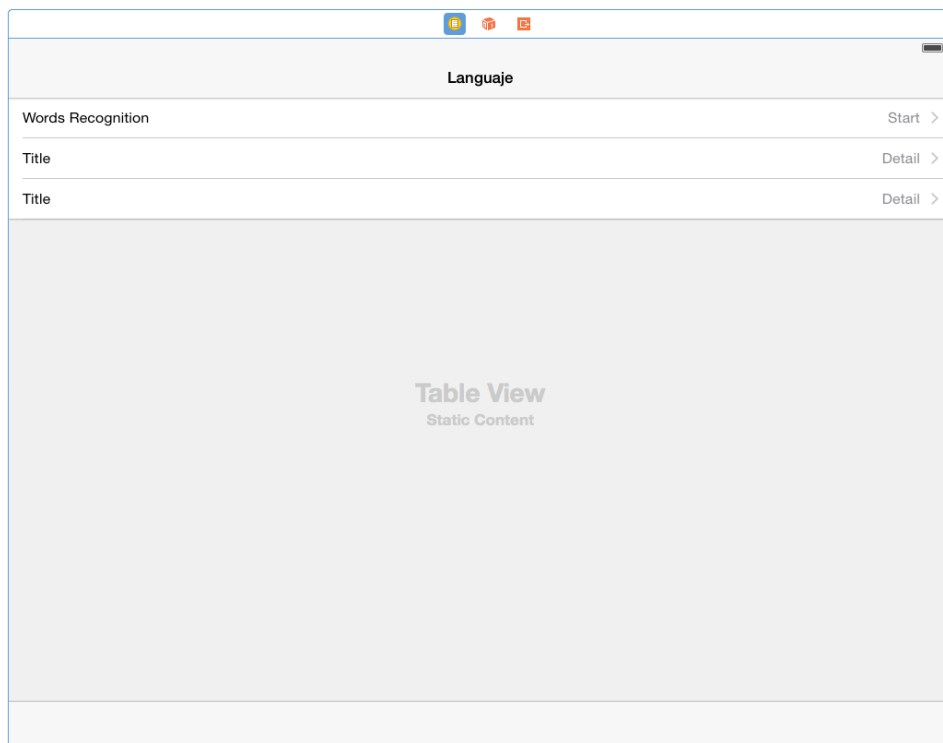 Languaje
Words Recognition Start
Title Detail
Title Detail
Table View
Static Content